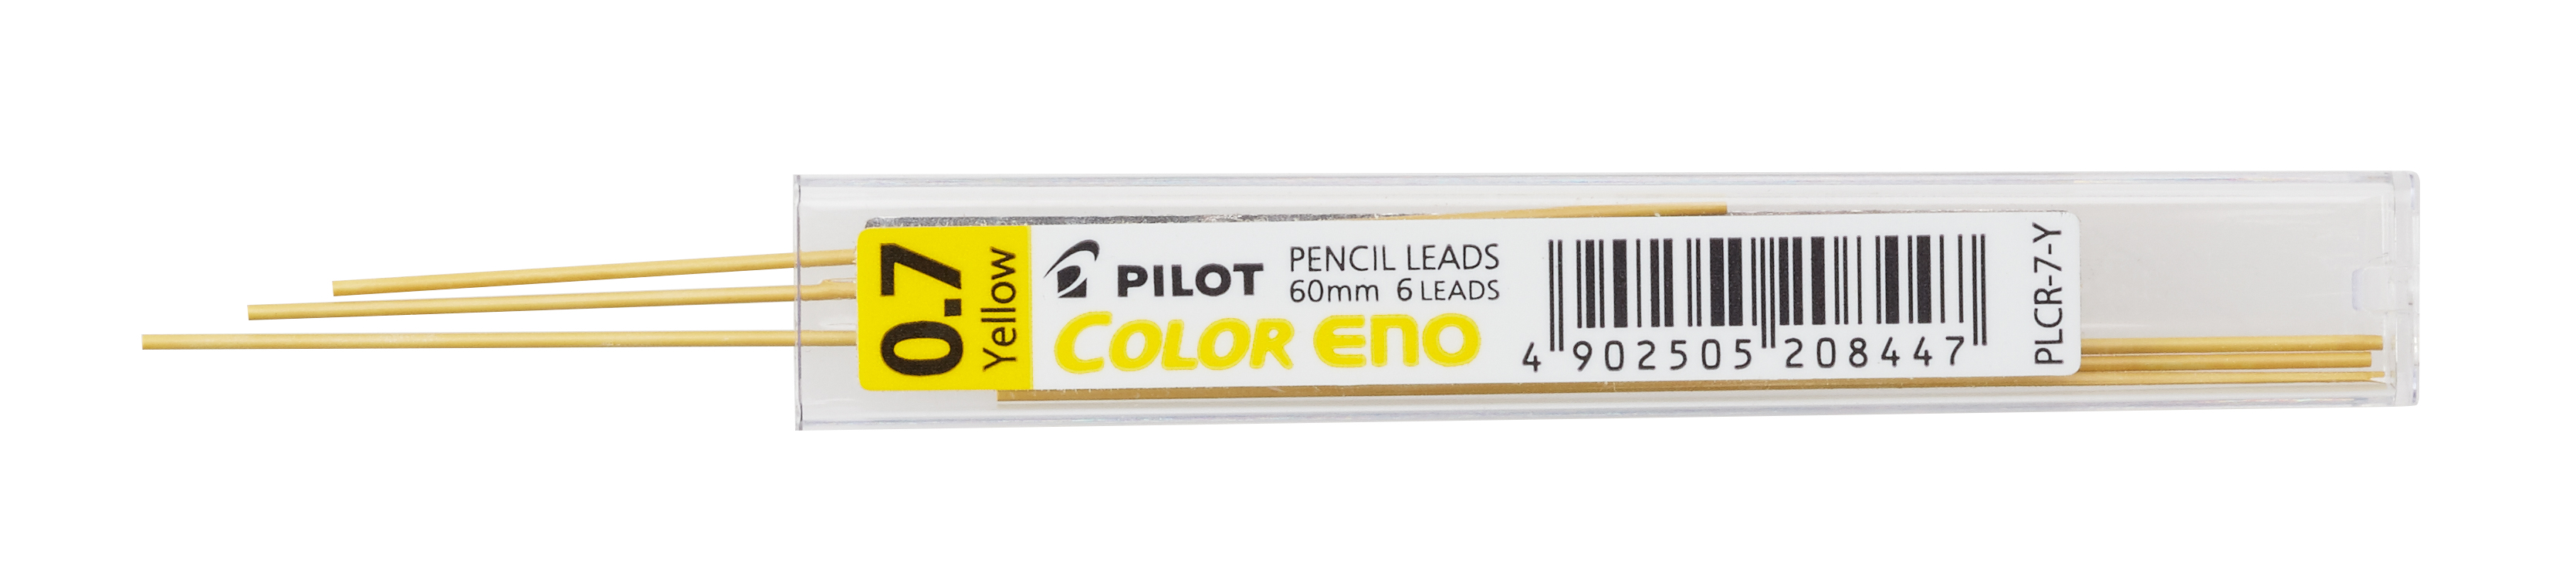 0.7
Yellow
PILOT
PENCIL LEADS
60mm 6 LEADS
COLOR ENO
4 902505 208447
PLCR-7-Y